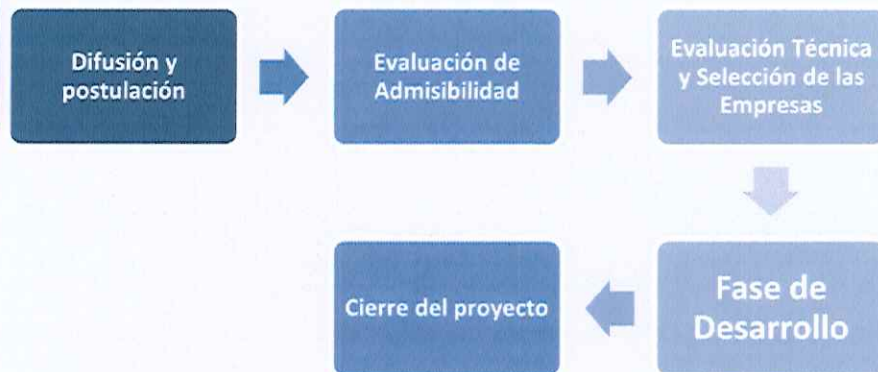 Difusión y
postulación
Evaluación de
Admisibilidad
Evaluación Técnica
y Selección de las
Empresas
Fase de
Desarrollo
Cierre del proyecto